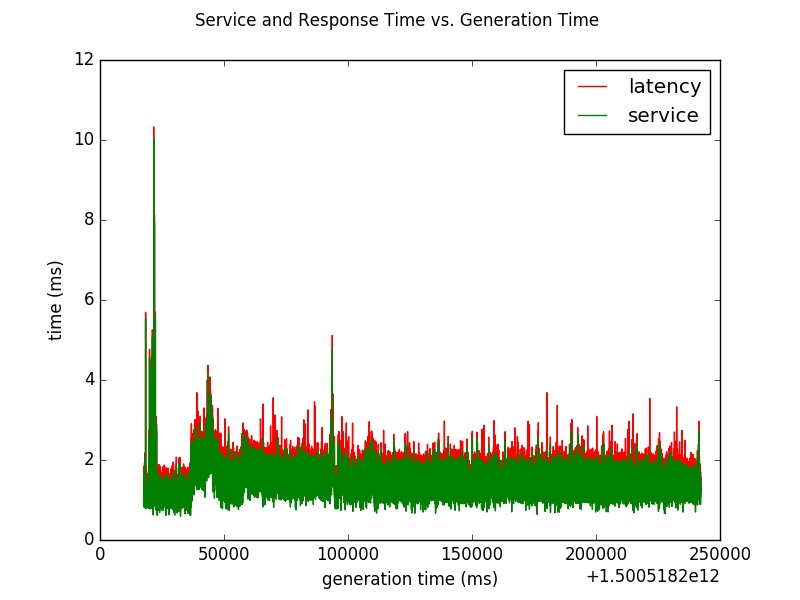 Service and Response Time vs. Generation Time
12
10
8
6
4
2
0
time (ms)
latency
service
0 50000 100000 150000 200000 250000
generation time (ms)
+1.5005182e12